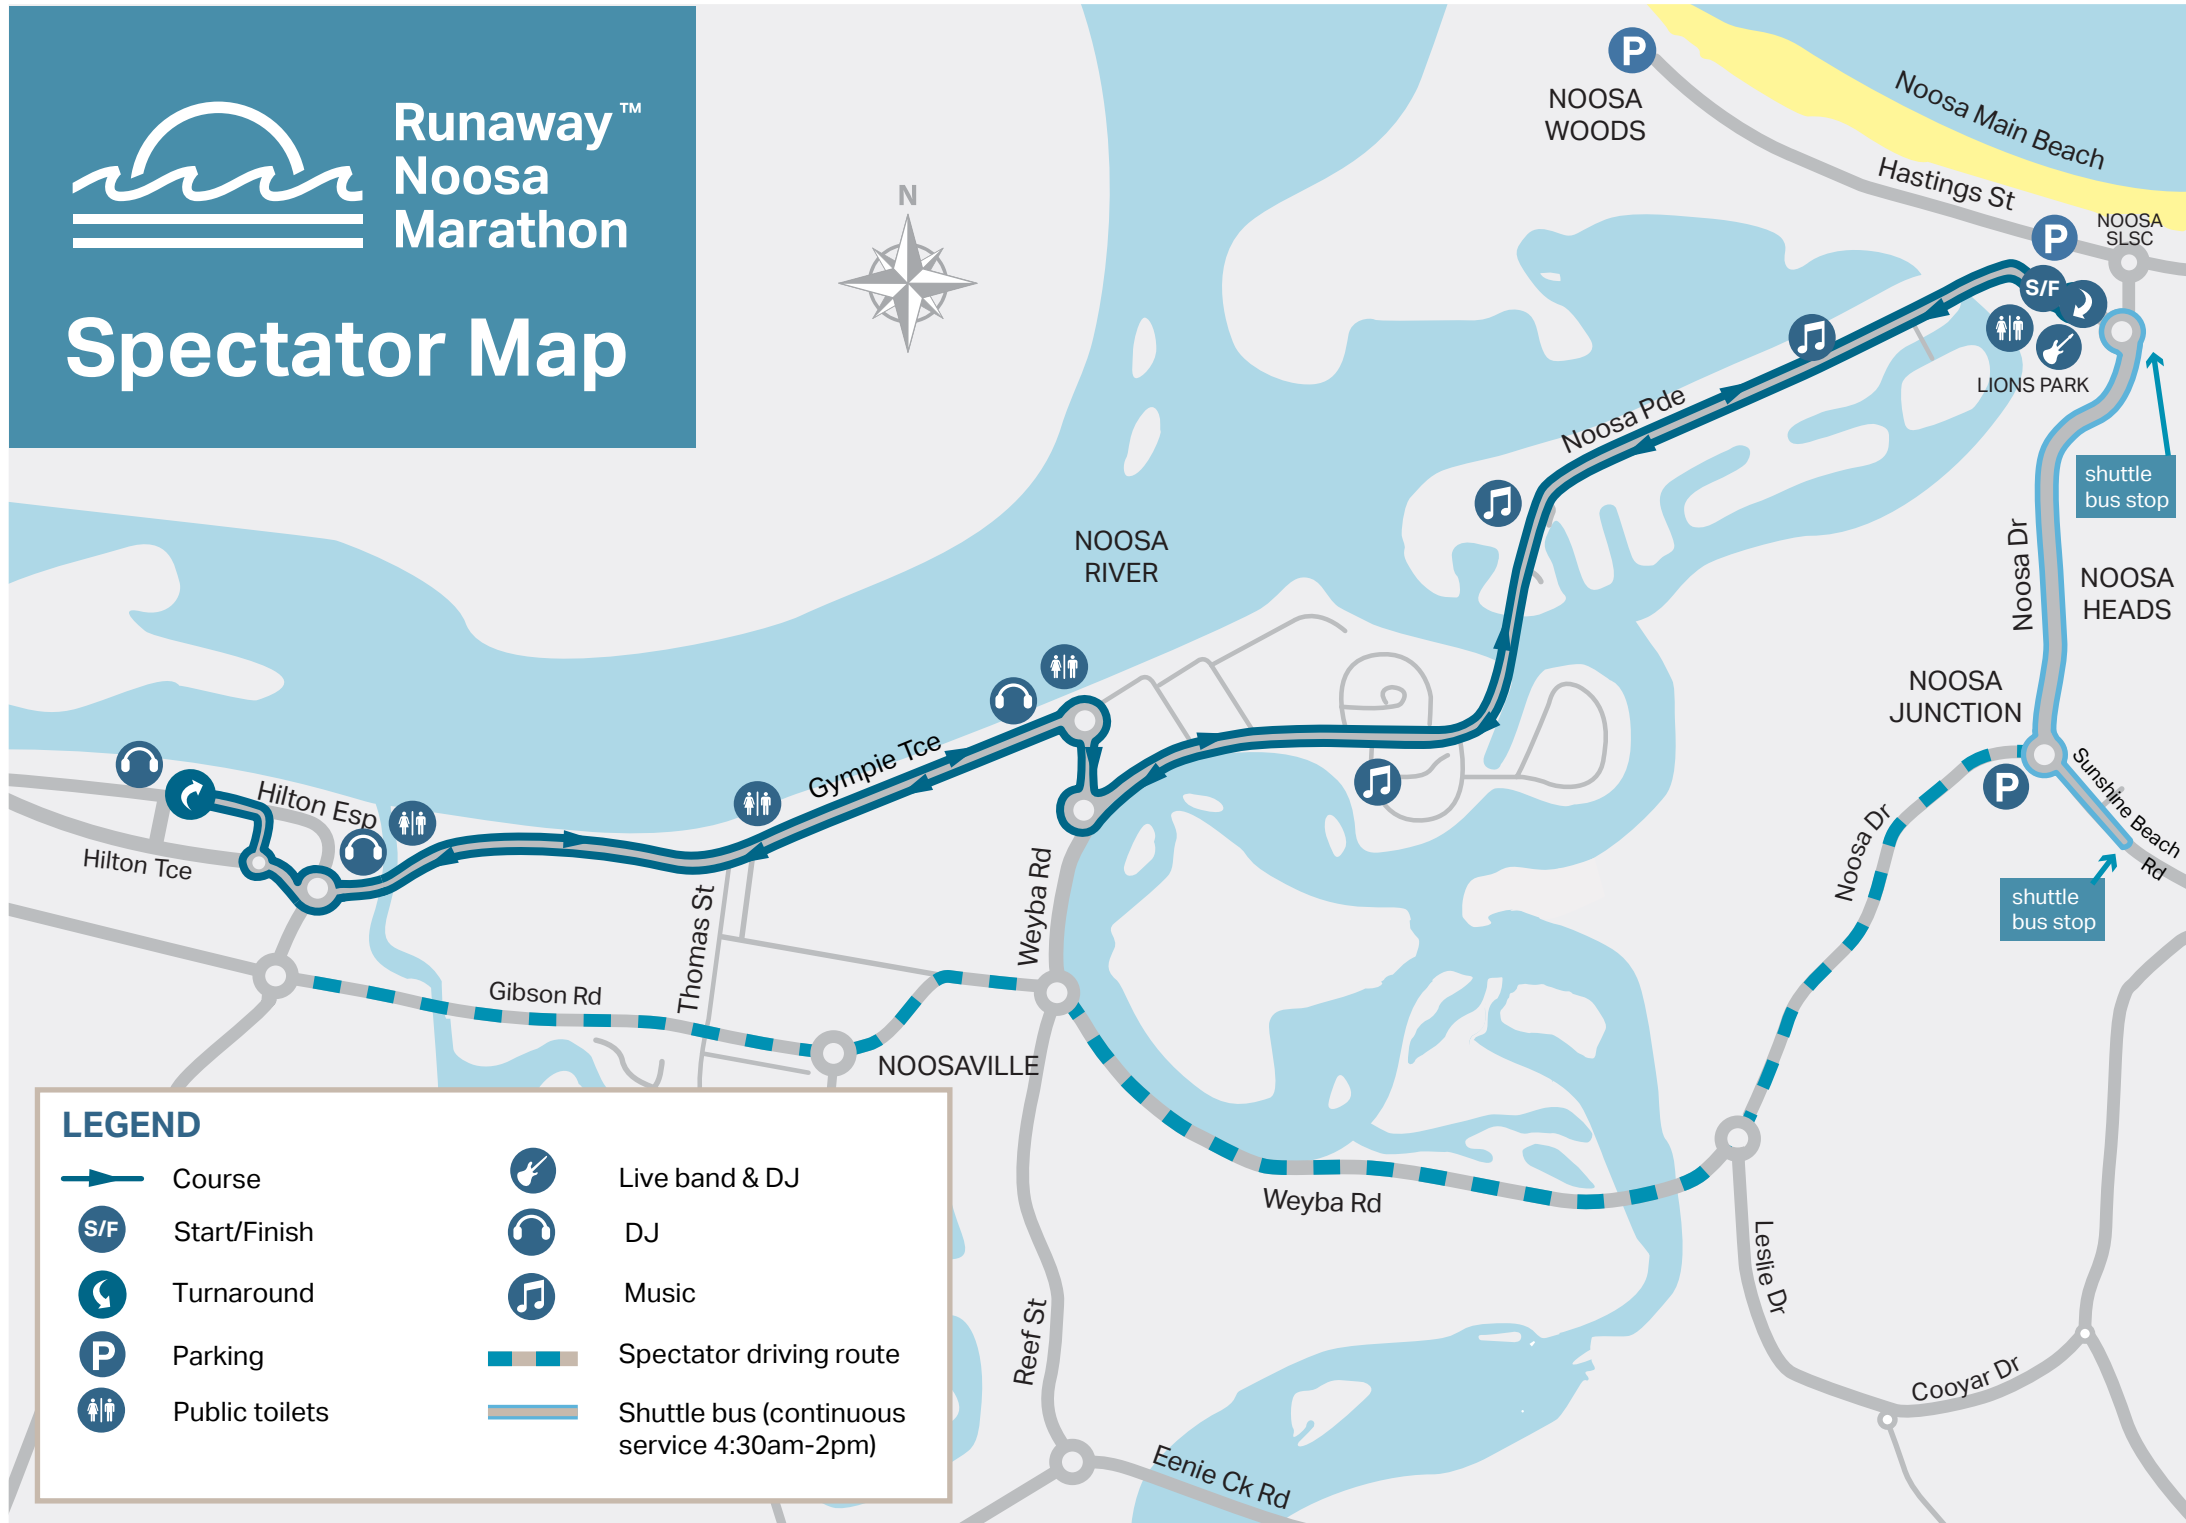 Runaway™
Noosa
Marathon
Spectator Map
N
P
NOOSA
WOODS
Noosa Main Beach
Hastings St
P
NOOSA
SLSC
S/F
LIONS PARK
Noosa Pde
shuttle
bus stop
NOOSA
RIVER
Noosa Dr
NOOSA
HEADS
NOOSA
JUNCTION
P
Sunshine Beach
Rd
shuttle
bus stop
Noosa Dr
Gympie Tce
Hilton Esp
Hilton Tce
Thomas St
Weyba Rd
Gibson Rd
NOOSAVILLE
Weyba Rd
Leslie Dr
Reef St
Cooyar Dr
Eenie Ck Rd
LEGEND
Course
S/F Start/Finish
Turnaround
P Parking
Public toilets
Live band & DJ
DJ
Music
Spectator driving route
Shuttle bus (continuous
service 4:30am-2pm)